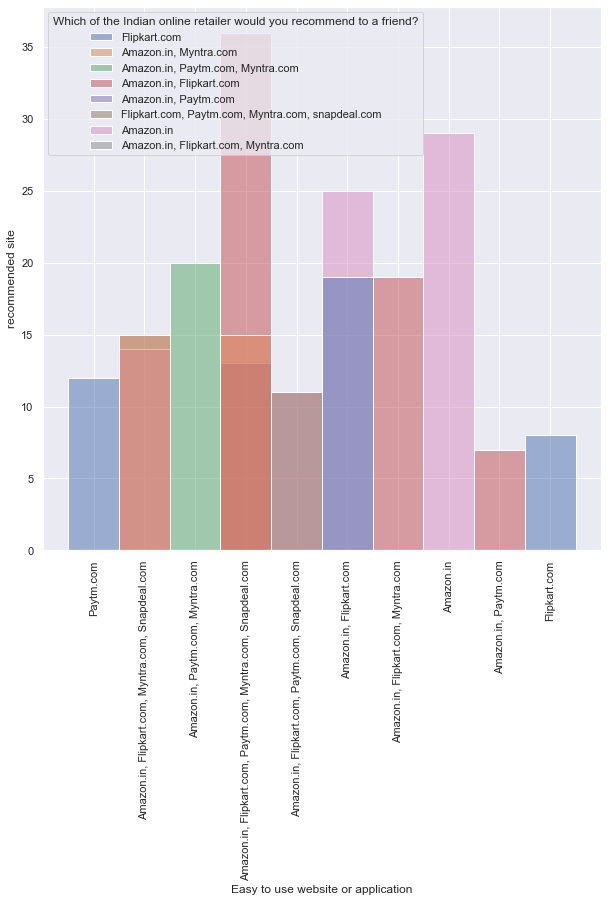 Which of the Indian online retailer would you recommend to a friend?
Flipkart.com
Amazon.in, Myntra.com
Amazon.in, Paytm.com, Myntra.com
Amazon.in, Flipkart.com
Amazon.in, Paytm.com
Flipkart.com, Paytm.com, Myntra.com, snapdeal.com
Amazon.in
Amazon.in, Flipkart.com, Myntra.com
recommended site
35
30
25
20
15
10
5
0
Paytm.com
Amazon.in, Flipkart.com, Myntra.com, Snapdeal.com
Amazon.in, Paytm.com, Myntra.com
Amazon.in, Flipkart.com, Paytm.com, Myntra.com, Snapdeal.com
Amazon.in, Flipkart.com, Paytm.com, Snapdeal.com
Amazon.in, Flipkart.com
Amazon.in, Flipkart.com, Myntra.com
Amazon.in
Amazon.in, Paytm.com
Flipkart.com
Easy to use website or application